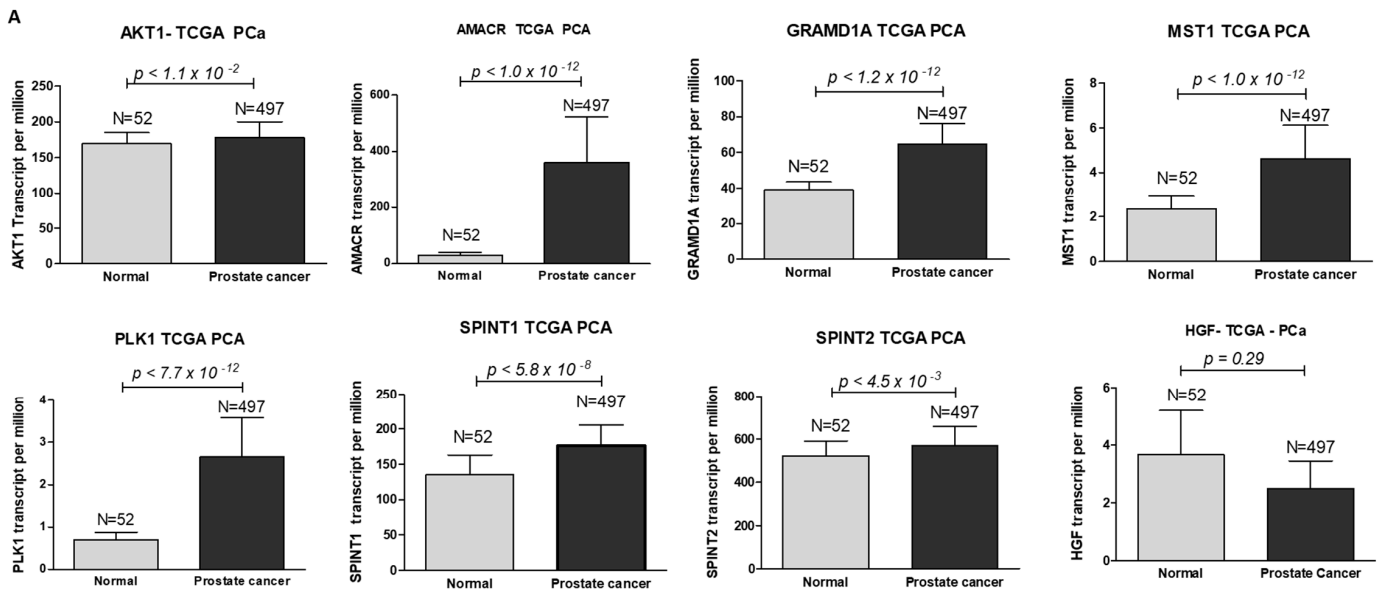 A
AKT1- TCGA PCa
p < 1.1 x 10 -2
AKT1 Transcript per million
250
200
150
100
50
0
N=52
N=497
Normal
Prostate cancer
AMACR TCGA PCA
p < 1.0 x 10 -12
AMACR transcript per million
600
400
200
0
N=52
N=497
Normal
Prostate cancer
GRAMD1A TCGA PCA
p < 1.2 x 10 -12
GRAMD1A transcript per million
100
80
60
40
20
0
N=52
N=497
Normal
Prostate cancer
MST1 TCGA PCA
p < 1.0 x 10 -12
MST1 transcript per million
8
6
4
2
0
N=52
N=497
Normal
Prostate cancer
PLK1 TCGA PCA
p < 7.7 x 10 -12
PLK1 transcript per million
4
3
2
1
0
N=52
N=497
Normal
Prostate cancer
SPINT1 TCGA PCA
p < 5.8 x 10 -8
SPINT1 transcript per million
250
200
150
100
50
0
N=52
N=497
Normal
Prostate cancer
SPINT2 TCGA PCA
p < 4.5 x 10 -3
SPINT2 transcript per million
800
600
400
200
0
N=52
N=497
Normal
Prostate cancer
HGF- TCGA - PCa
p = 0.29
HGF transcript per million
6
4
2
0
N=52
N=497
Normal
Prostate Cancer